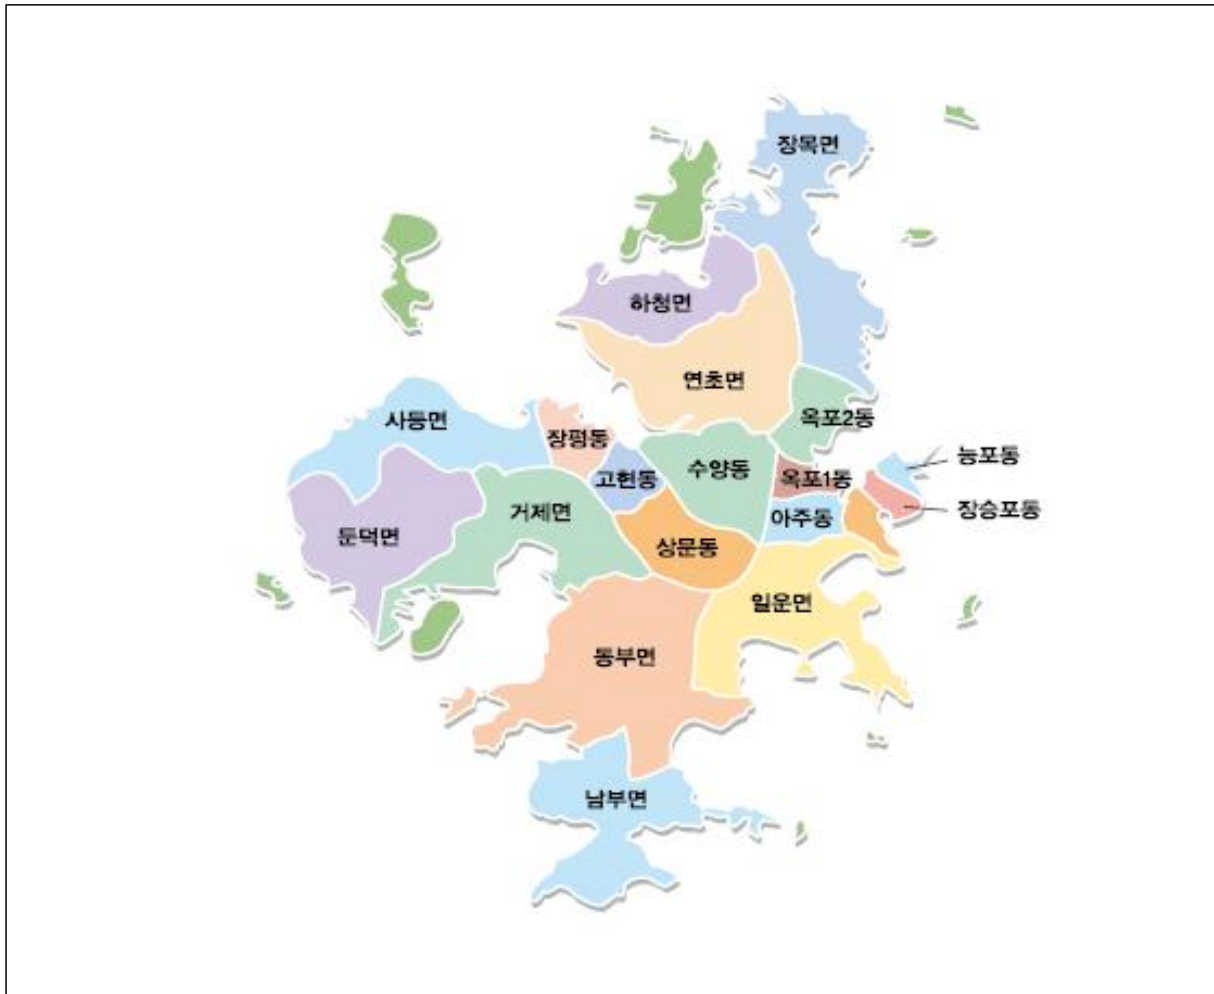 장목면
하청면
연초면
사등면
장평동
옥포2동
고현동
수양동
옥포1동
능포동
거제면
아주동
장승포동
둔덕면
상문동
일운면
동부면
남부면